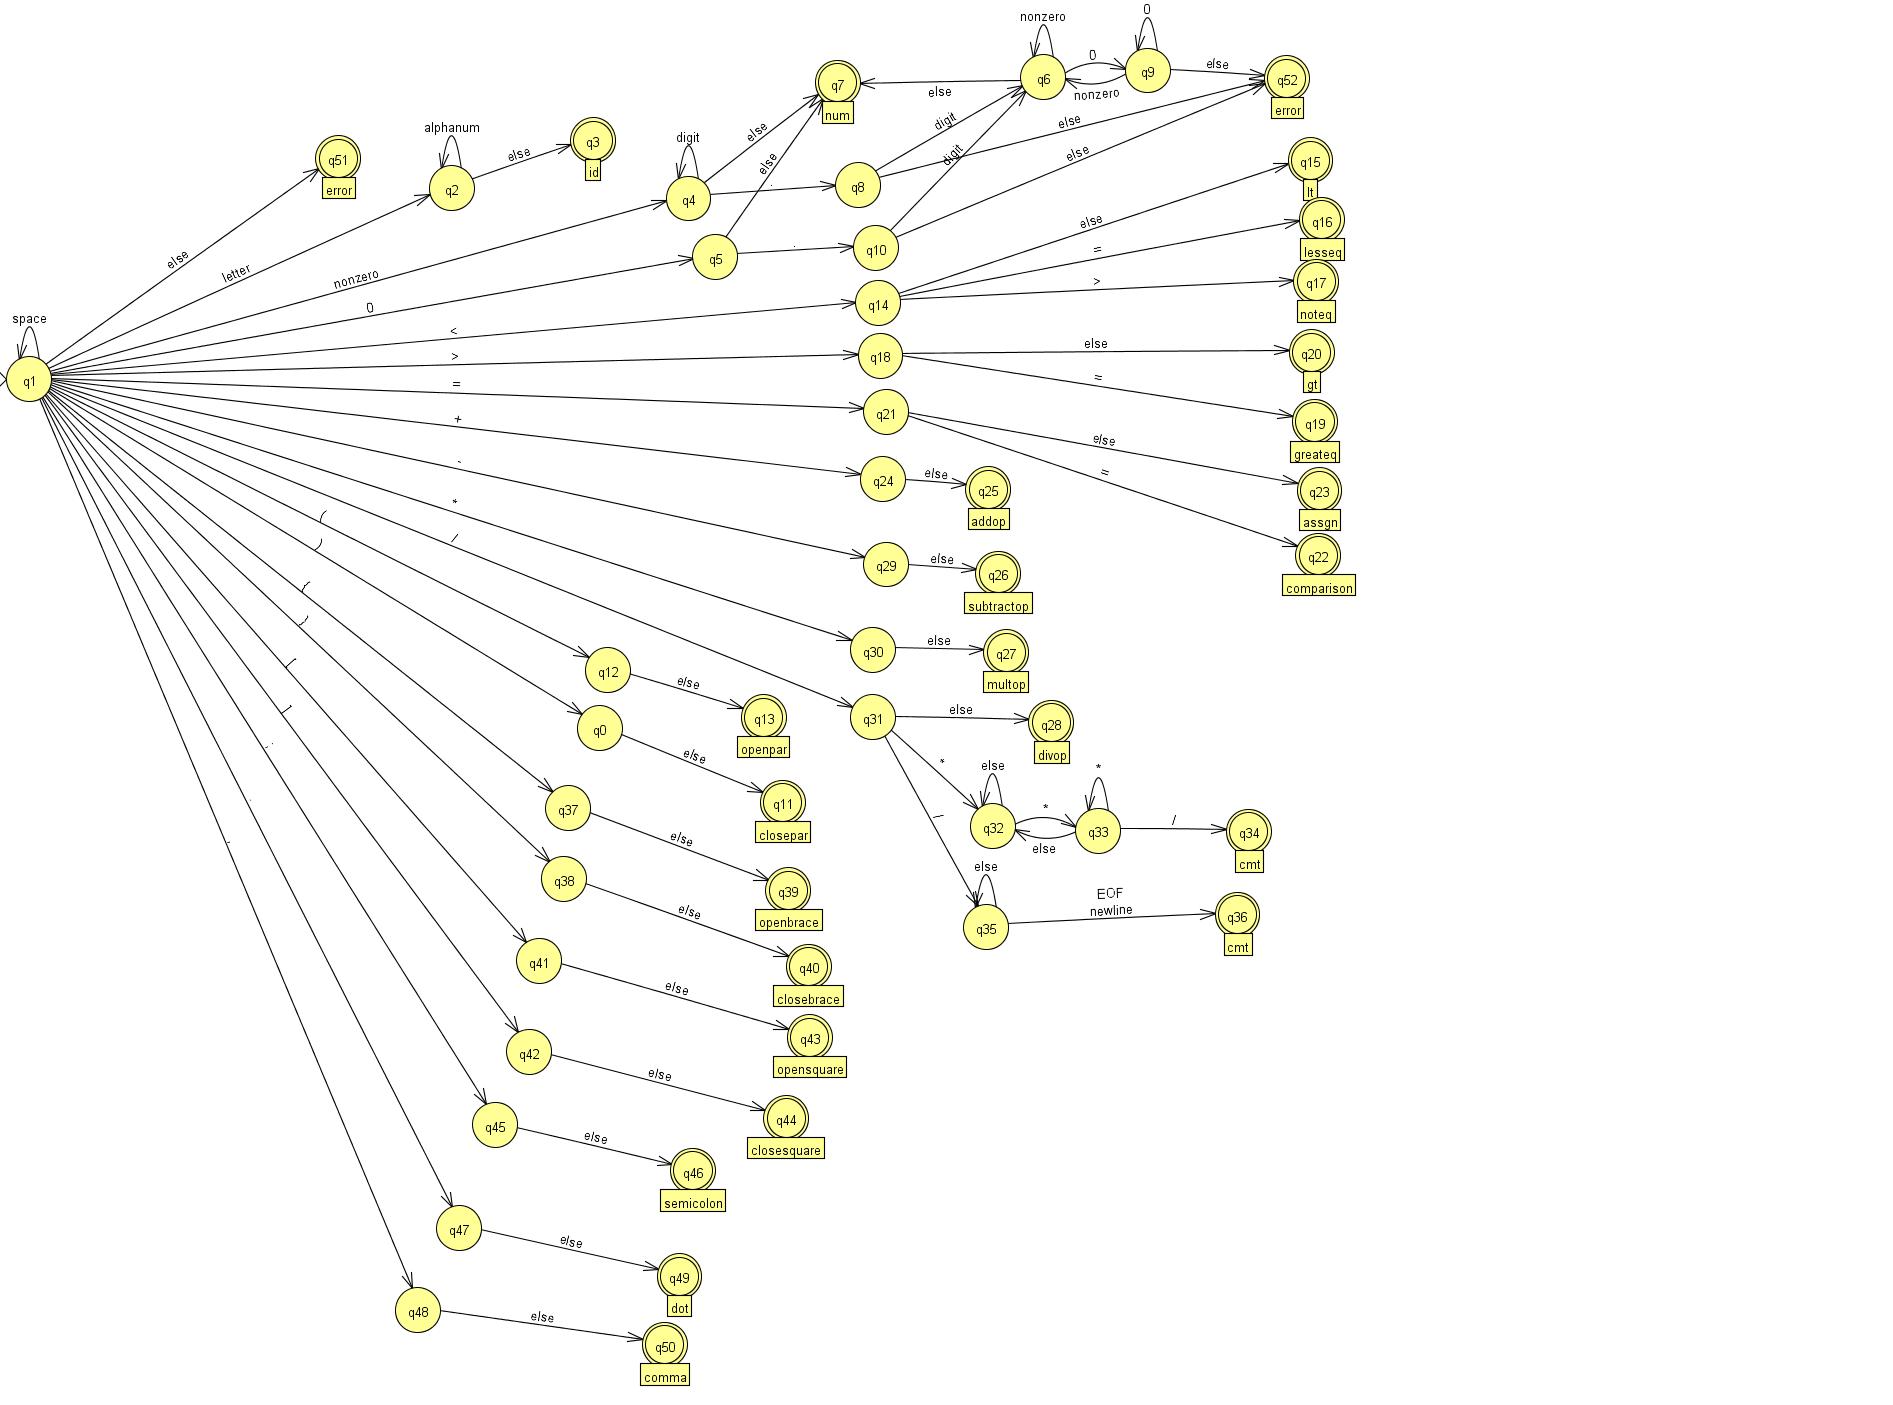 nonzero
0
q7
num
q6
0
q9
else
q52
error
else
nonzero
alphanum
q2
else
q3
id
q51
error
digit
q4
else
else
.
q8
digit
digit
else
else
q15
lt
q16
lesseq
q17
noteq
q5
.
q10
else
letter
nonzero
0
<
>
=
+
-
*
/
(
)
{
}
[
]
;
.
,
space
q1
q14
else
=
>
q18
else
=
q20
gt
q19
greateq
q21
else
=
q23
assgn
q22
comparison
q24
else
q25
addop
q29
else
q26
subtractop
q30
else
q27
multop
q12
else
q13
openpar
q31
else
q28
divop
*
/
q0
else
q11
closepar
else
q32
*
else
*
q33
/
q34
cmt
q37
else
q39
openbrace
else
q35
EOF
newline
q36
cmt
q38
else
q40
closebrace
q41
else
q43
opensquare
q42
else
q44
closesquare
q45
else
q46
semicolon
q47
else
q49
dot
q48
else
q50
comma